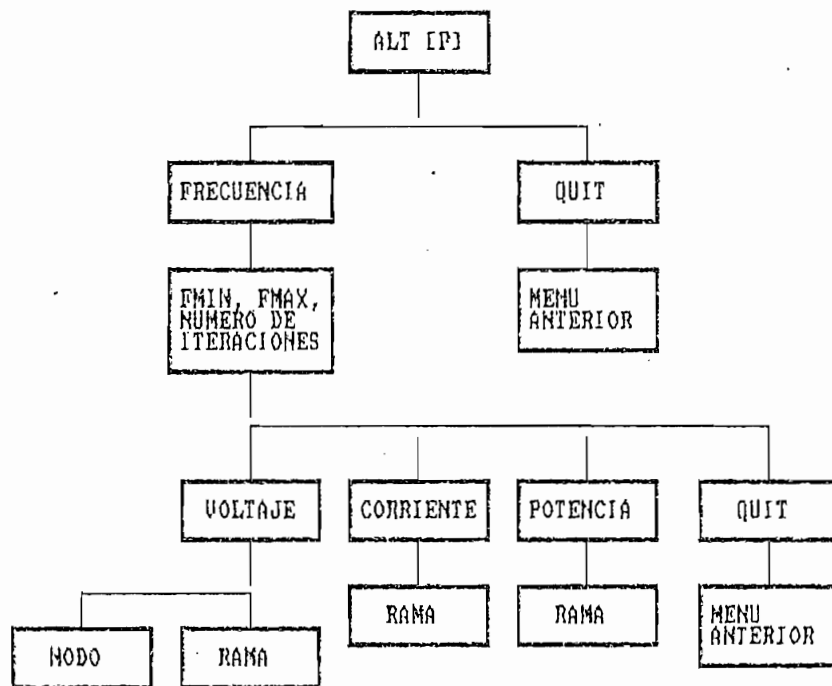 ALT [P]
FRECUENCIA
QUIT
FMIN, FMAX,
NUMERO DE
ITERACIONES
MENU
ANTERIOR
VOLTAJE
CORRIENTE
POTENCIA
QUIT
RAMA
RAMA
MENU
ANTERIOR
NODO
RAMA